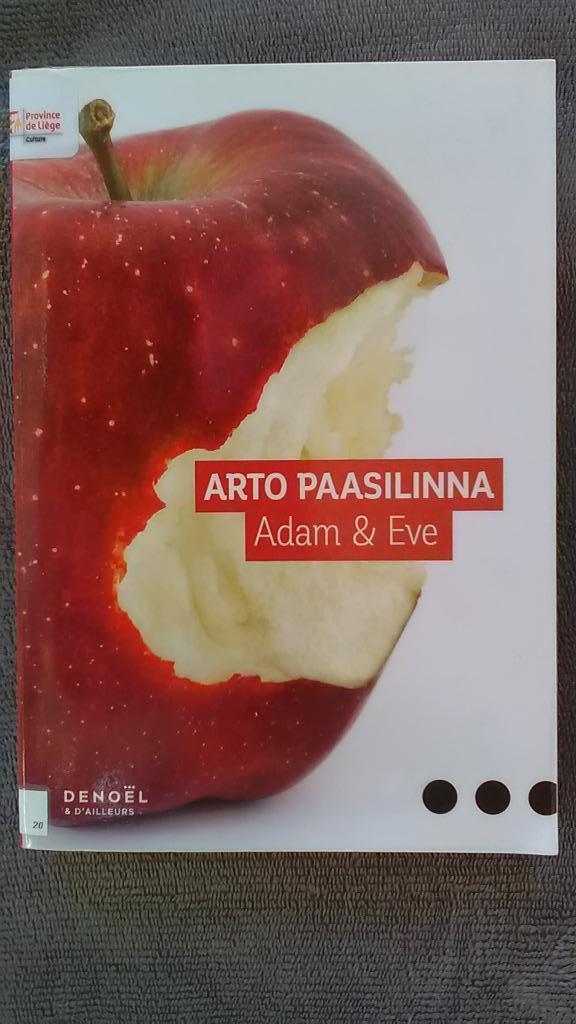 Province
de Liège
Culture
ARTO PAASILINNA
Adam & Eve
DENOËL
& D'AILLEURS
20